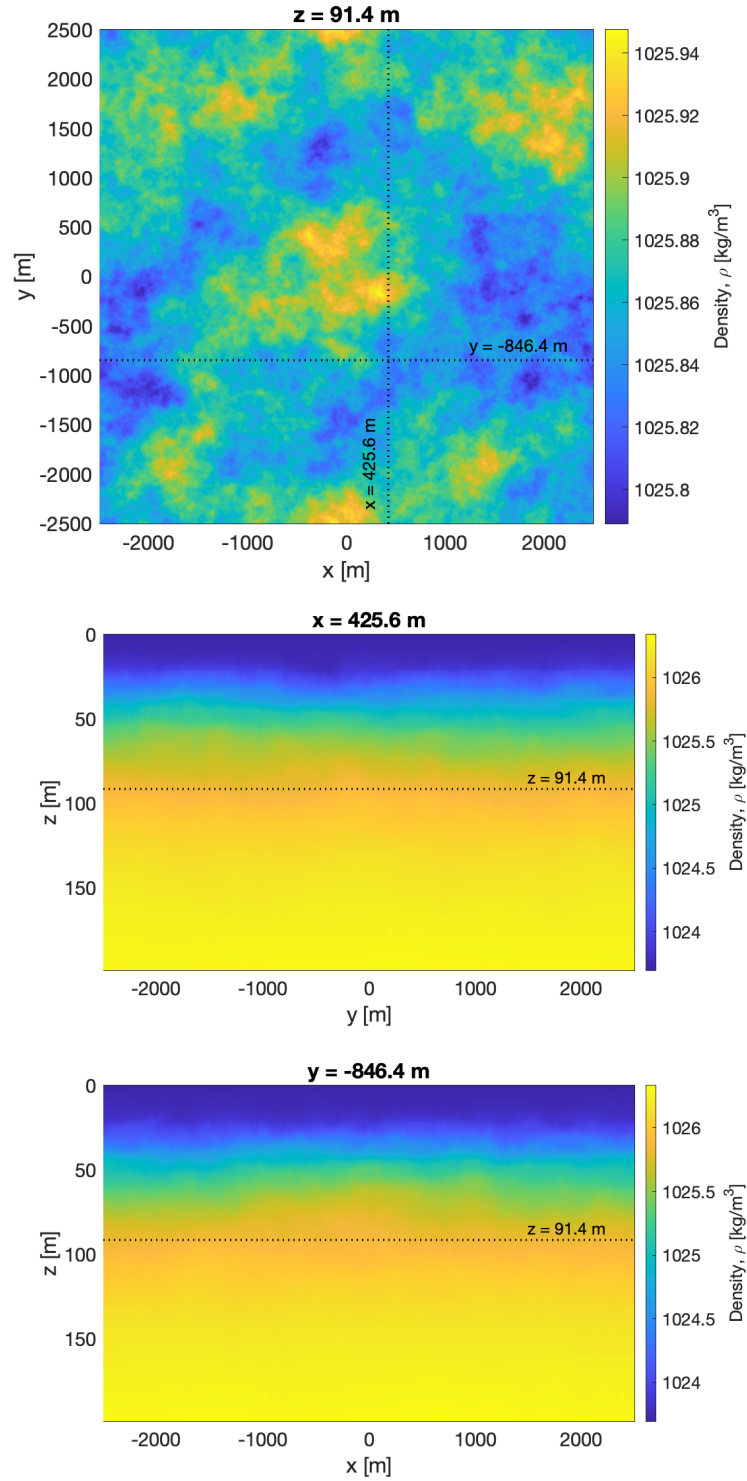 z = 91.4 m
2500
2000
1500
1000
500
0
-500
-1000
-1500
-2000
-2500
y [m]
y = -846.4 m
x = 425.6 m
-2000 -1000 0 1000 2000
x [m]
1025.94
1025.92
1025.9
1025.88
1025.86
1025.84
1025.82
1025.8
Density, ρ [kg/m³]
x = 425.6 m
0
50
100
150
z [m]
z = 91.4 m
-2000 -1000 0 1000 2000
y [m]
1026
1025.5
1025
1024.5
1024
Density, ρ [kg/m³]
y = -846.4 m
0
50
100
150
z [m]
z = 91.4 m
-2000 -1000 0 1000 2000
x [m]
1026
1025.5
1025
1024.5
1024
Density, ρ [kg/m³]